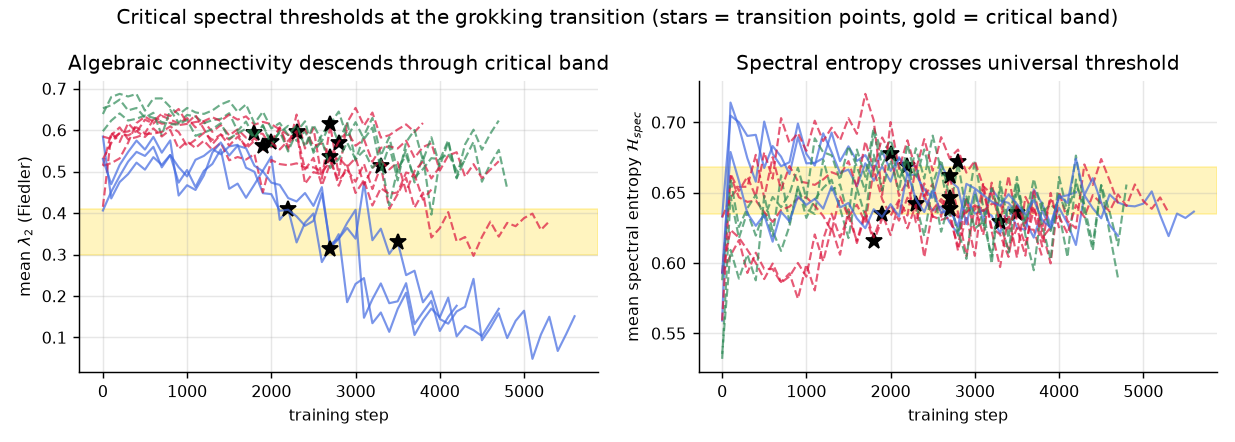 Critical spectral thresholds at the grokking transition (stars = transition points, gold = critical band)
Algebraic connectivity descends through critical band
mean λ₂ (Fiedler)
0.7
0.6
0.5
0.4
0.3
0.2
0.1
0 1000 2000 3000 4000 5000
training step
Spectral entropy crosses universal threshold
mean spectral entropy ℋ_spec
0.70
0.65
0.60
0.55
0 1000 2000 3000 4000 5000
training step